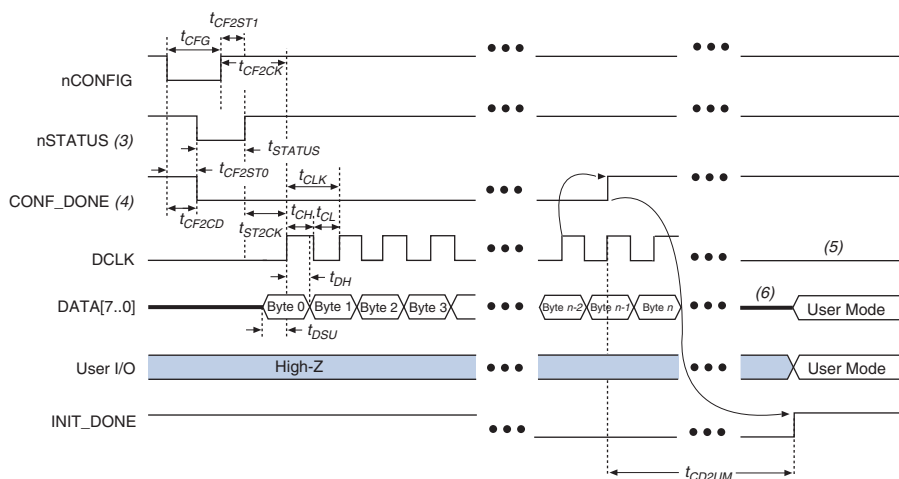 tCF2ST1
tCFG
tCF2CK
nCONFIG
nSTATUS (3)
tSTATUS
tCF2ST0
tCLK
CONF_DONE (4)
tCF2CD
tST2CK
tCH
tCL
DCLK
(5)
tDH
DATA[7..0]
Byte 0
Byte 1
Byte 2
Byte 3
Byte n-2
Byte n-1
Byte n
(6)
User Mode
tDSU
User I/O
High-Z
User Mode
INIT_DONE
tCD2UM